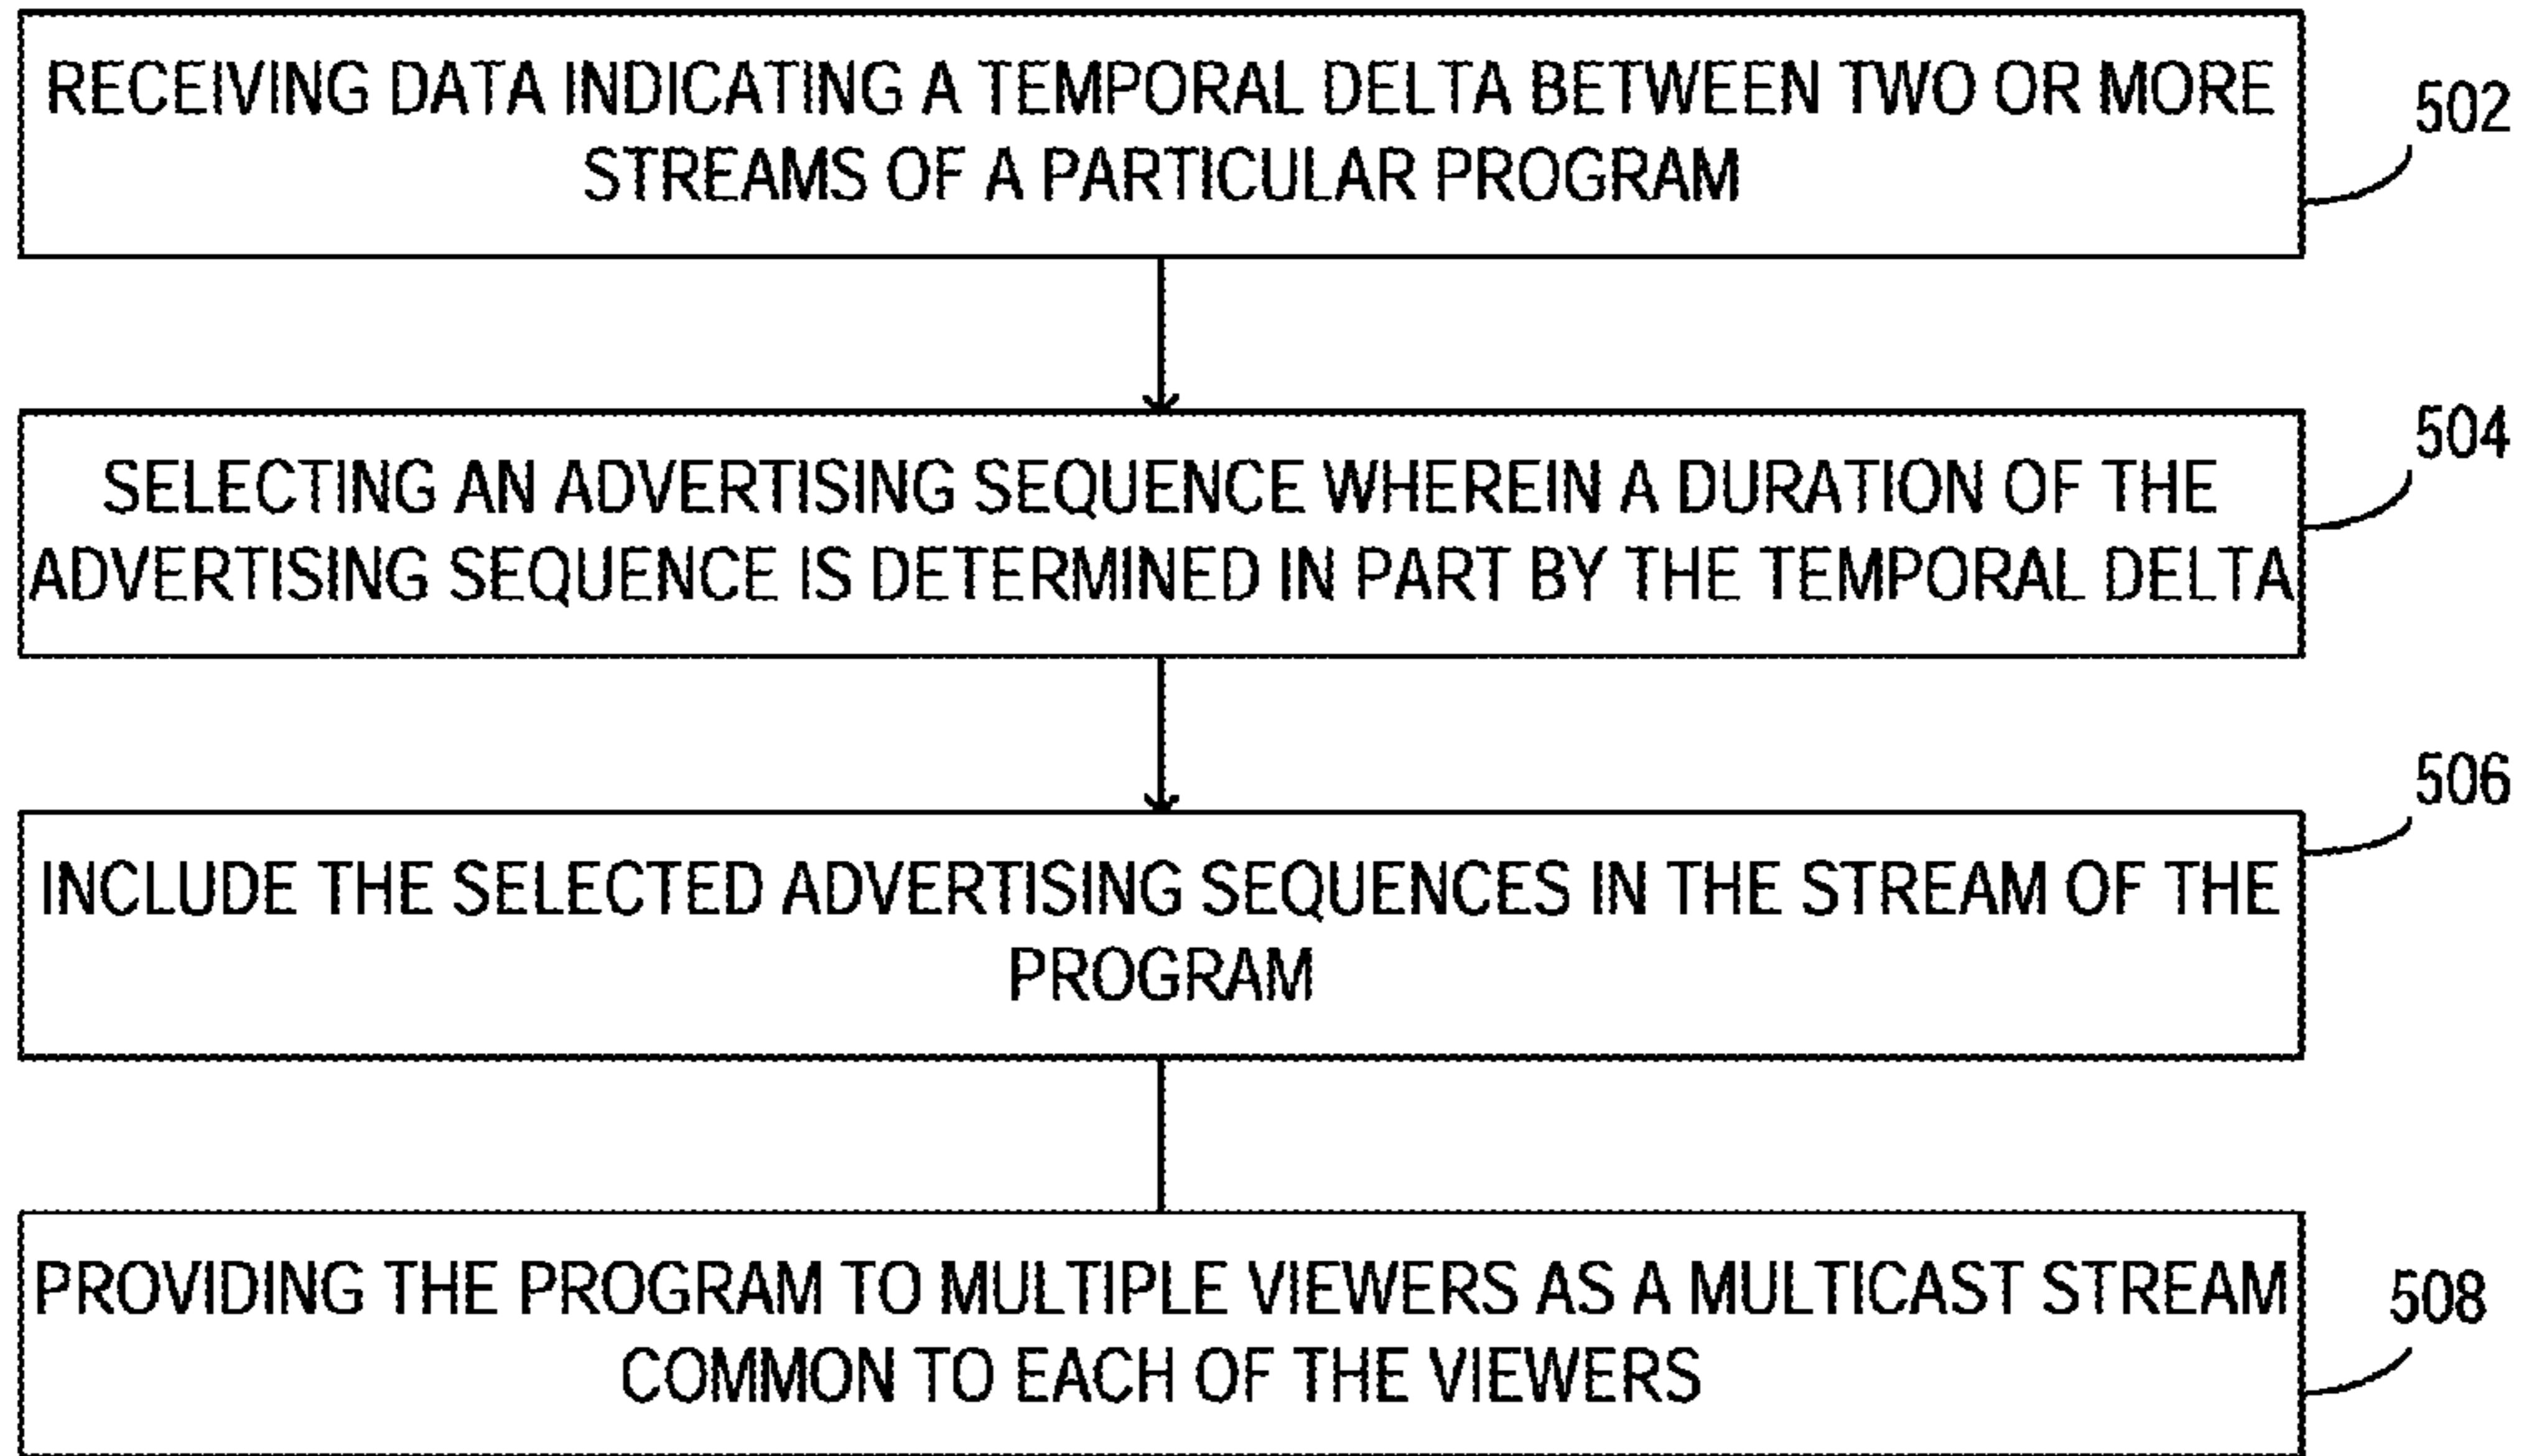 RECEIVING DATA INDICATING A TEMPORAL DELTA BETWEEN TWO OR MORE
STREAMS OF A PARTICULAR PROGRAM
502
SELECTING AN ADVERTISING SEQUENCE WHEREIN A DURATION OF THE
ADVERTISING SEQUENCE IS DETERMINED IN PART BY THE TEMPORAL DELTA
504
INCLUDE THE SELECTED ADVERTISING SEQUENCES IN THE STREAM OF THE
PROGRAM
506
PROVIDING THE PROGRAM TO MULTIPLE VIEWERS AS A MULTICAST STREAM
COMMON TO EACH OF THE VIEWERS
508